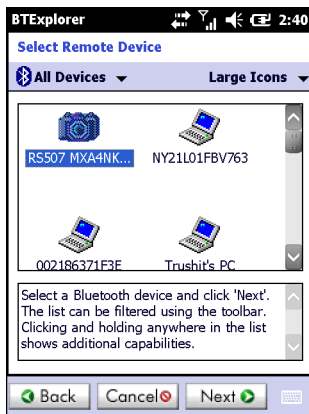 BTExplorer 2:40
Select Remote Device
All Devices Large Icons
RS507 MXA4NK... NY21L01FBV763
002186371F3E Trushit's PC
Select a Bluetooth device and click 'Next'.
The list can be filtered using the toolbar.
Clicking and holding anywhere in the list
shows additional capabilities.
Back Cancel Next